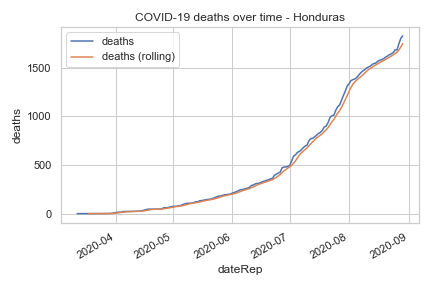 COVID-19 deaths over time - Honduras
deaths
deaths (rolling)
1500
1000
500
0
deaths
2020-04
2020-05
2020-06
2020-07
2020-08
2020-09
dateRep